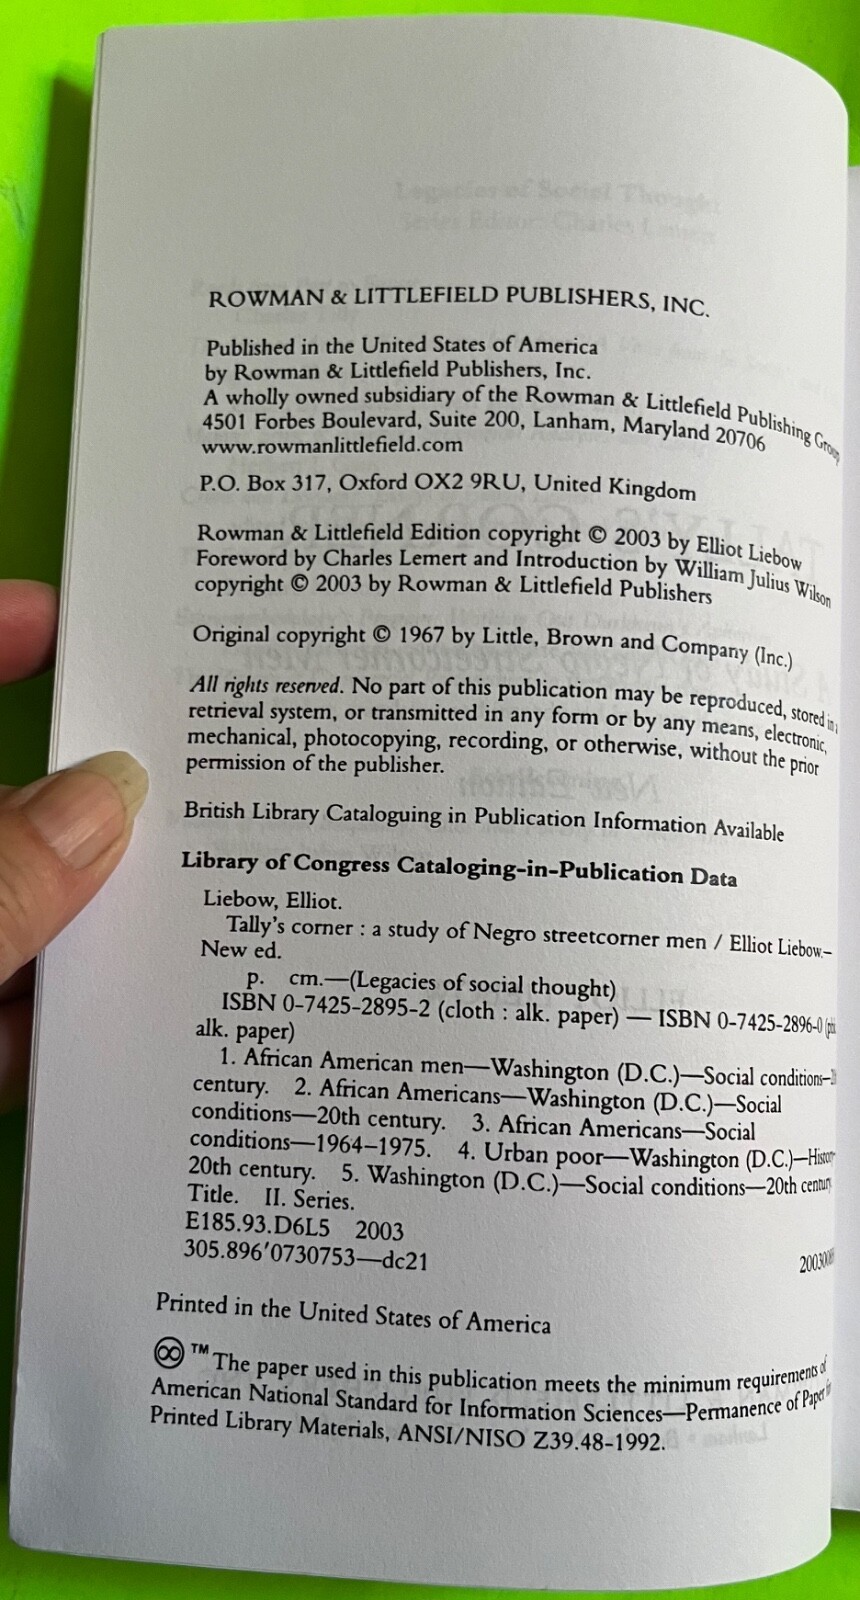 ROWMAN & LITTLEFIELD PUBLISHERS, INC.
Published in the United States of America
by Rowman & Littlefield Publishers, Inc.
A wholly owned subsidiary of the Rowman & Littlefield Publishing Group
4501 Forbes Boulevard, Suite 200, Lanham, Maryland 20706
www.rowmanlittlefield.com
P.O. Box 317, Oxford OX2 9RU, United Kingdom
Rowman & Littlefield Edition copyright © 2003 by Elliot Liebow
Foreword by Charles Lemert and Introduction by William Julius Wilson
copyright © 2003 by Rowman & Littlefield Publishers
Original copyright © 1967 by Little, Brown and Company (Inc.)
All rights reserved. No part of this publication may be reproduced, stored in a
retrieval system, or transmitted in any form or by any means, electronic,
mechanical, photocopying, recording, or otherwise, without the prior
permission of the publisher.
British Library Cataloguing in Publication Information Available
Library of Congress Cataloging-in-Publication Data
Liebow, Elliot.
Tally's corner : a study of Negro streetcorner men / Elliot Liebow.—
New ed.
p. cm.—(Legacies of social thought)
ISBN 0-7425-2895-2 (cloth : alk. paper) — ISBN 0-7425-2896-0
alk. paper)
1. African American men—Washington (D.C.)—Social conditions—
century. 2. African Americans—Washington (D.C.)—Social
conditions—20th century. 3. African Americans—Social
conditions—1964–1975. 4. Urban poor—Washington (D.C.)—History—
20th century. 5. Washington (D.C.)—Social conditions—20th century
Title. II. Series.
E185.93.D6L5 2003
305.896'0730753—dc21
Printed in the United States of America
∞ ™ The paper used in this publication meets the minimum requirements of
American National Standard for Information Sciences—Permanence of Paper for
Printed Library Materials, ANSI/NISO Z39.48-1992.